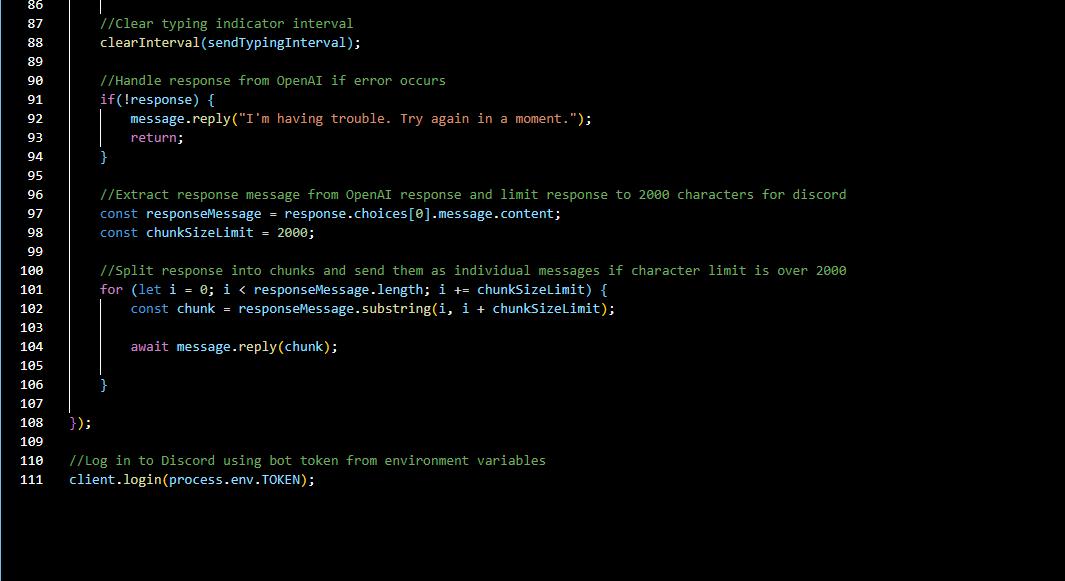 86
87 //Clear typing indicator interval
88 clearInterval(sendTypingInterval);
89
90 //Handle response from OpenAI if error occurs
91 if(!response) {
92 message.reply("I'm having trouble. Try again in a moment.");
93 return;
94 }
95
96 //Extract response message from OpenAI response and limit response to 2000 characters for discord
97 const responseMessage = response.choices[0].message.content;
98 const chunkSizeLimit = 2000;
99
100 //Split response into chunks and send them as individual messages if character limit is over 2000
101 for (let i = 0; i < responseMessage.length; i += chunkSizeLimit) {
102 const chunk = responseMessage.substring(i, i + chunkSizeLimit);
103
104 await message.reply(chunk);
105
106 }
107
108 });
109
110 //Log in to Discord using bot token from environment variables
111 client.login(process.env.TOKEN);